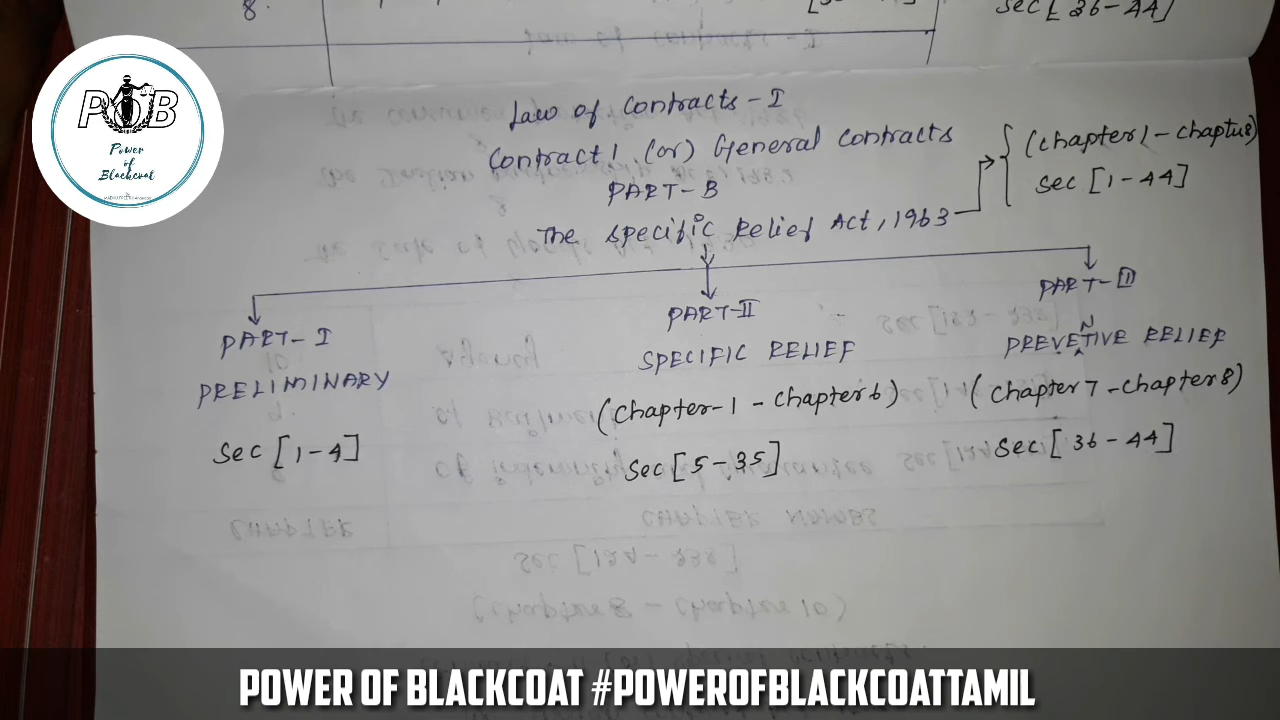 8.
Sec [36-44]
POB
Power
of
Blackcoat
Law of Contracts - I
Contract 1 (or) General Contracts
PART-B
The Specific Relief Act, 1963
(Chapter 1 - Chapter 8)
Sec [1-44]
PART-I
PRELIMINARY
Sec [1-4]
PART-II
SPECIFIC RELIEF
(Chapter-1 - Chapter 6)
Sec [5-35]
PART-III
PREVENTIVE RELIEF
(Chapter 7 - Chapter 8)
Sec [36-44]
POWER OF BLACKCOAT #POWEROFBLACKCOATTAMIL